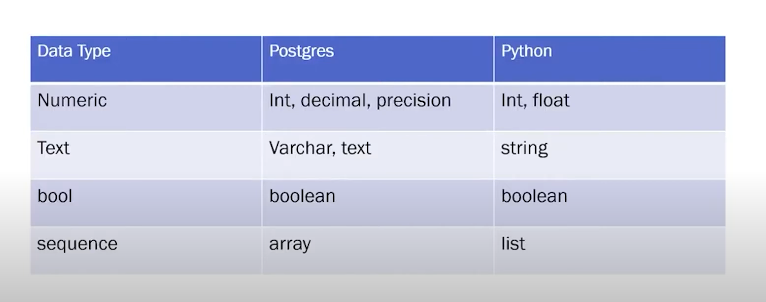 Data Type Postgres Python
Numeric Int, decimal, precision Int, float
Text Varchar, text string
bool boolean boolean
sequence array list